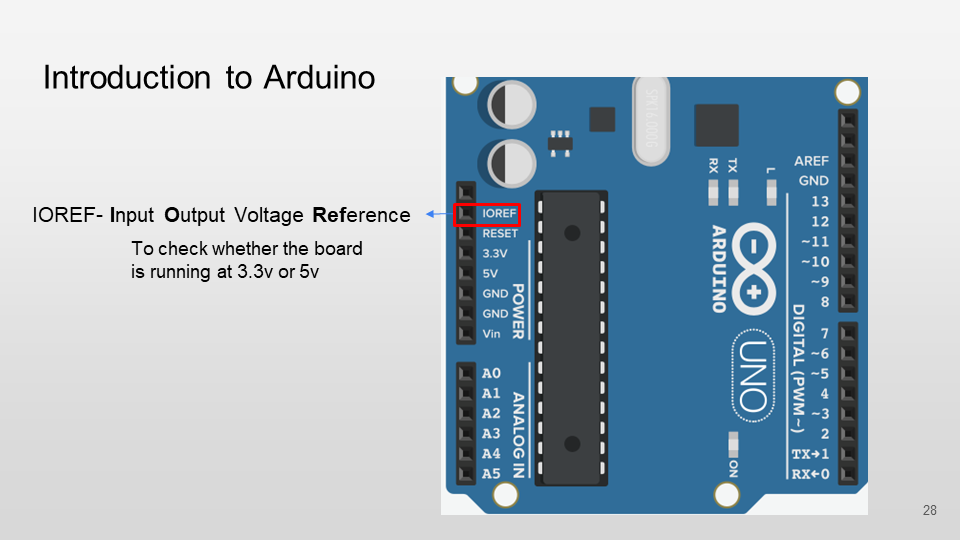 Introduction to Arduino
IOREF- Input Output Voltage Reference
To check whether the board
is running at 3.3v or 5v
SPK16.000G
RX
TX
L
IOREF
RESET
3.3V
5V
GND
GND
Vin
POWER
A0
A1
A2
A3
A4
A5
ANALOG IN
ARDUINO
UNO
ON
AREF
GND
13
12
~11
~10
~9
8
7
~6
~5
4
~3
2
TX→1
RX←0
DIGITAL (PWM~)
28